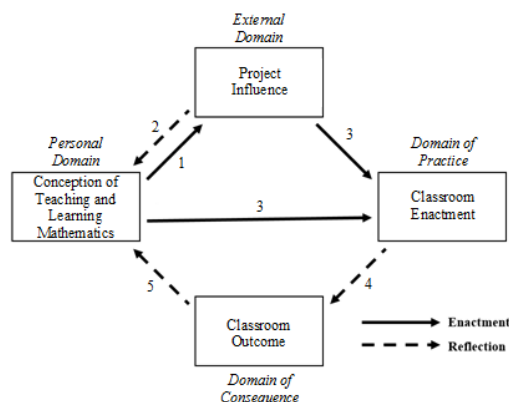 External
Domain
Project
Influence
2
1
3
Personal
Domain
Domain of
Practice
Conception of
Teaching and
Learning
Mathematics
3
Classroom
Enactment
5
4
Classroom
Outcome
Enactment
Reflection
Domain of
Consequence